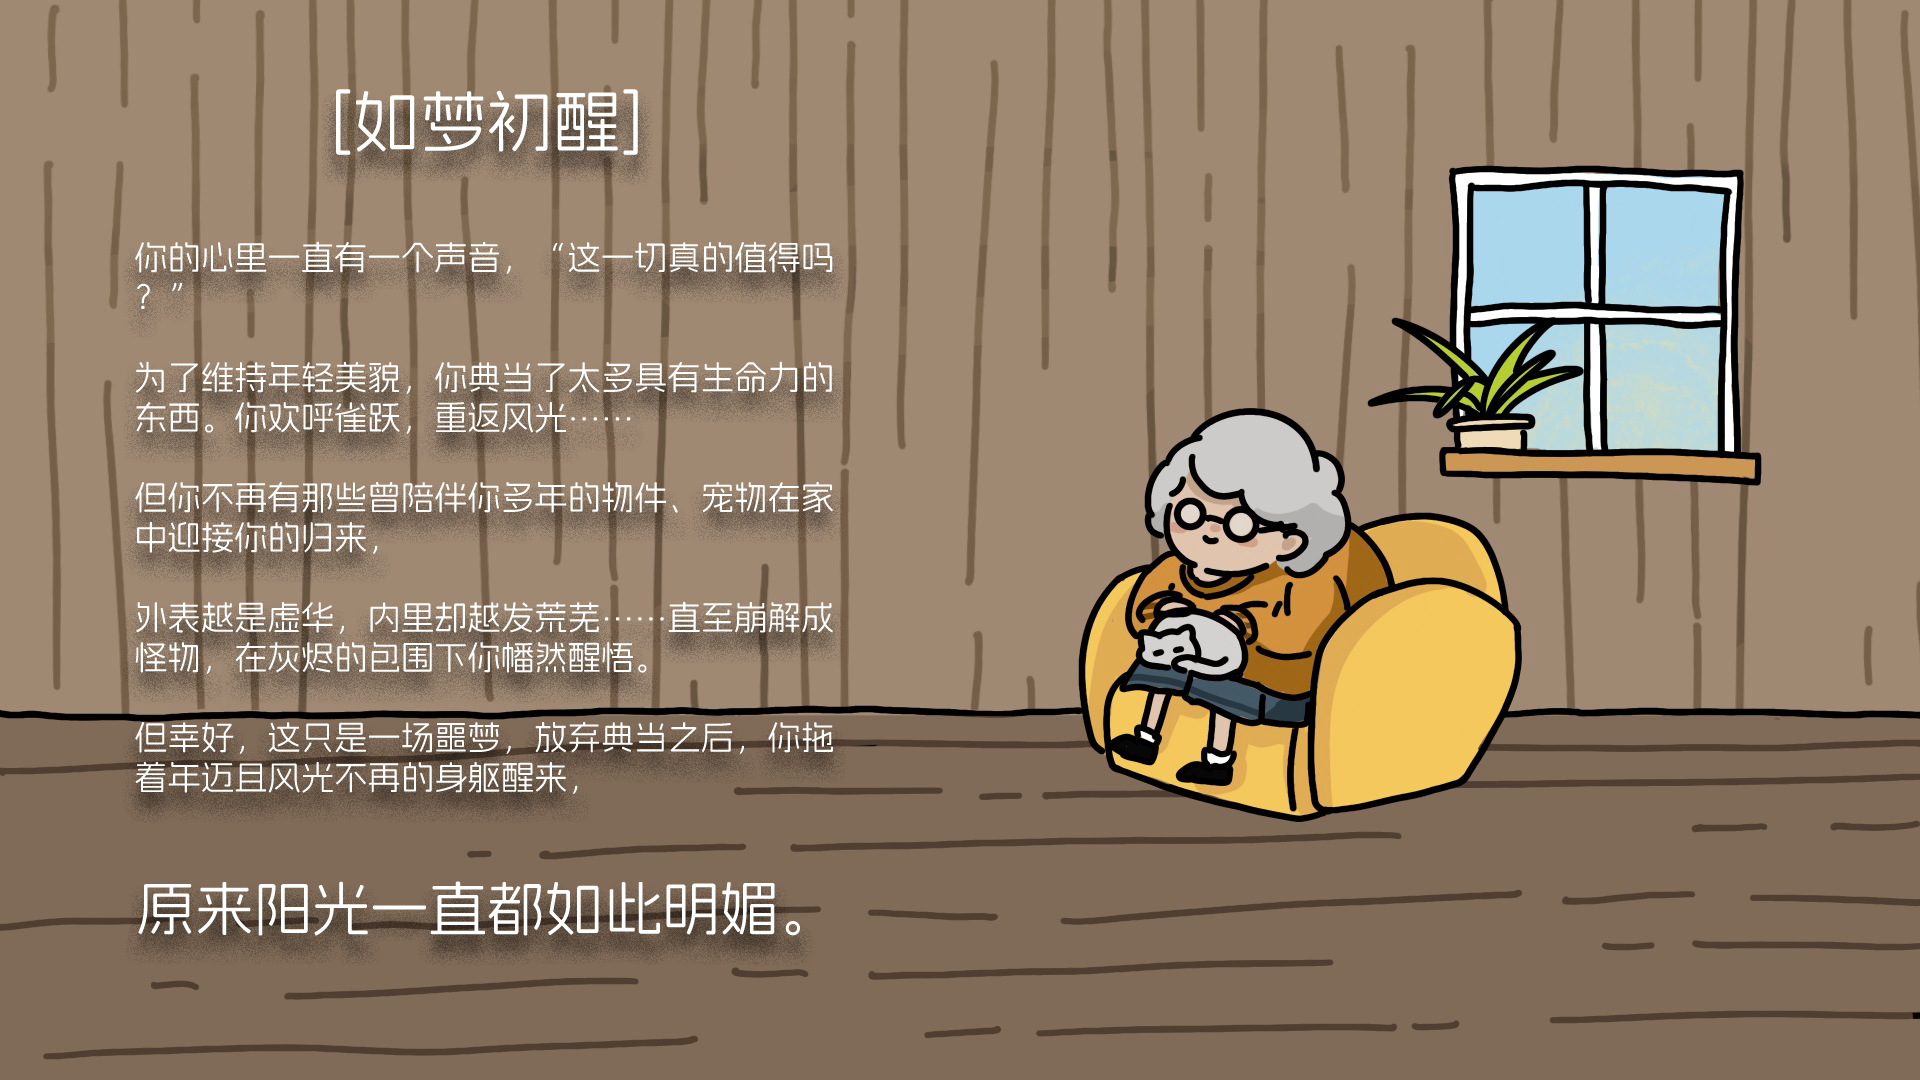 [如梦初醒]
你的心里一直有一个声音，“这一切真的值得吗
？”
为了维持年轻美貌，你典当了太多具有生命力的
东西。你欢呼雀跃，重返风光……
但你不再有那些曾陪伴你多年的物件、宠物在家
中迎接你的归来，
外表越是虚华，内里却越发荒芜……直至崩解成
怪物，在灰烬的包围下你幡然醒悟。
但幸好，这只是一场噩梦，放弃典当之后，你拖
着年迈且风光不再的身躯醒来，
原来阳光一直都如此明媚。